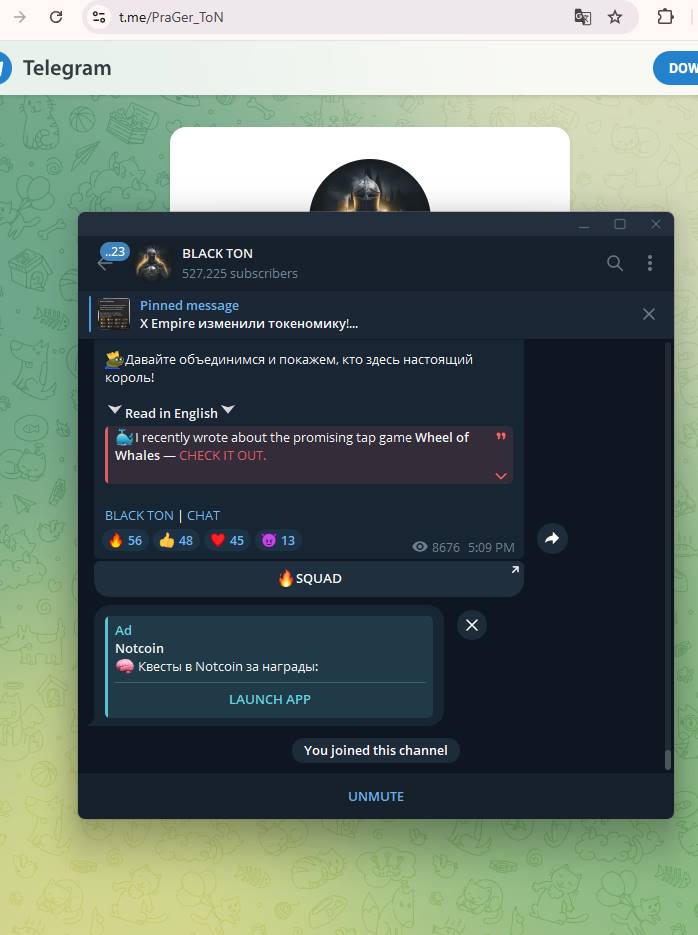 t.me/PraGer_ToN
Telegram
DOW
..23
BLACK TON
527,225 subscribers
Pinned message
X Empire изменили токеномику!...
Давайте объединимся и покажем, кто здесь настоящий
король!
Read in English
I recently wrote about the promising tap game Wheel of
Whales — CHECK IT OUT.
BLACK TON | CHAT
56 48 45 13
8676 5:09 PM
SQUAD
Ad
Notcoin
Квесты в Notcoin за награды:
LAUNCH APP
You joined this channel
UNMUTE